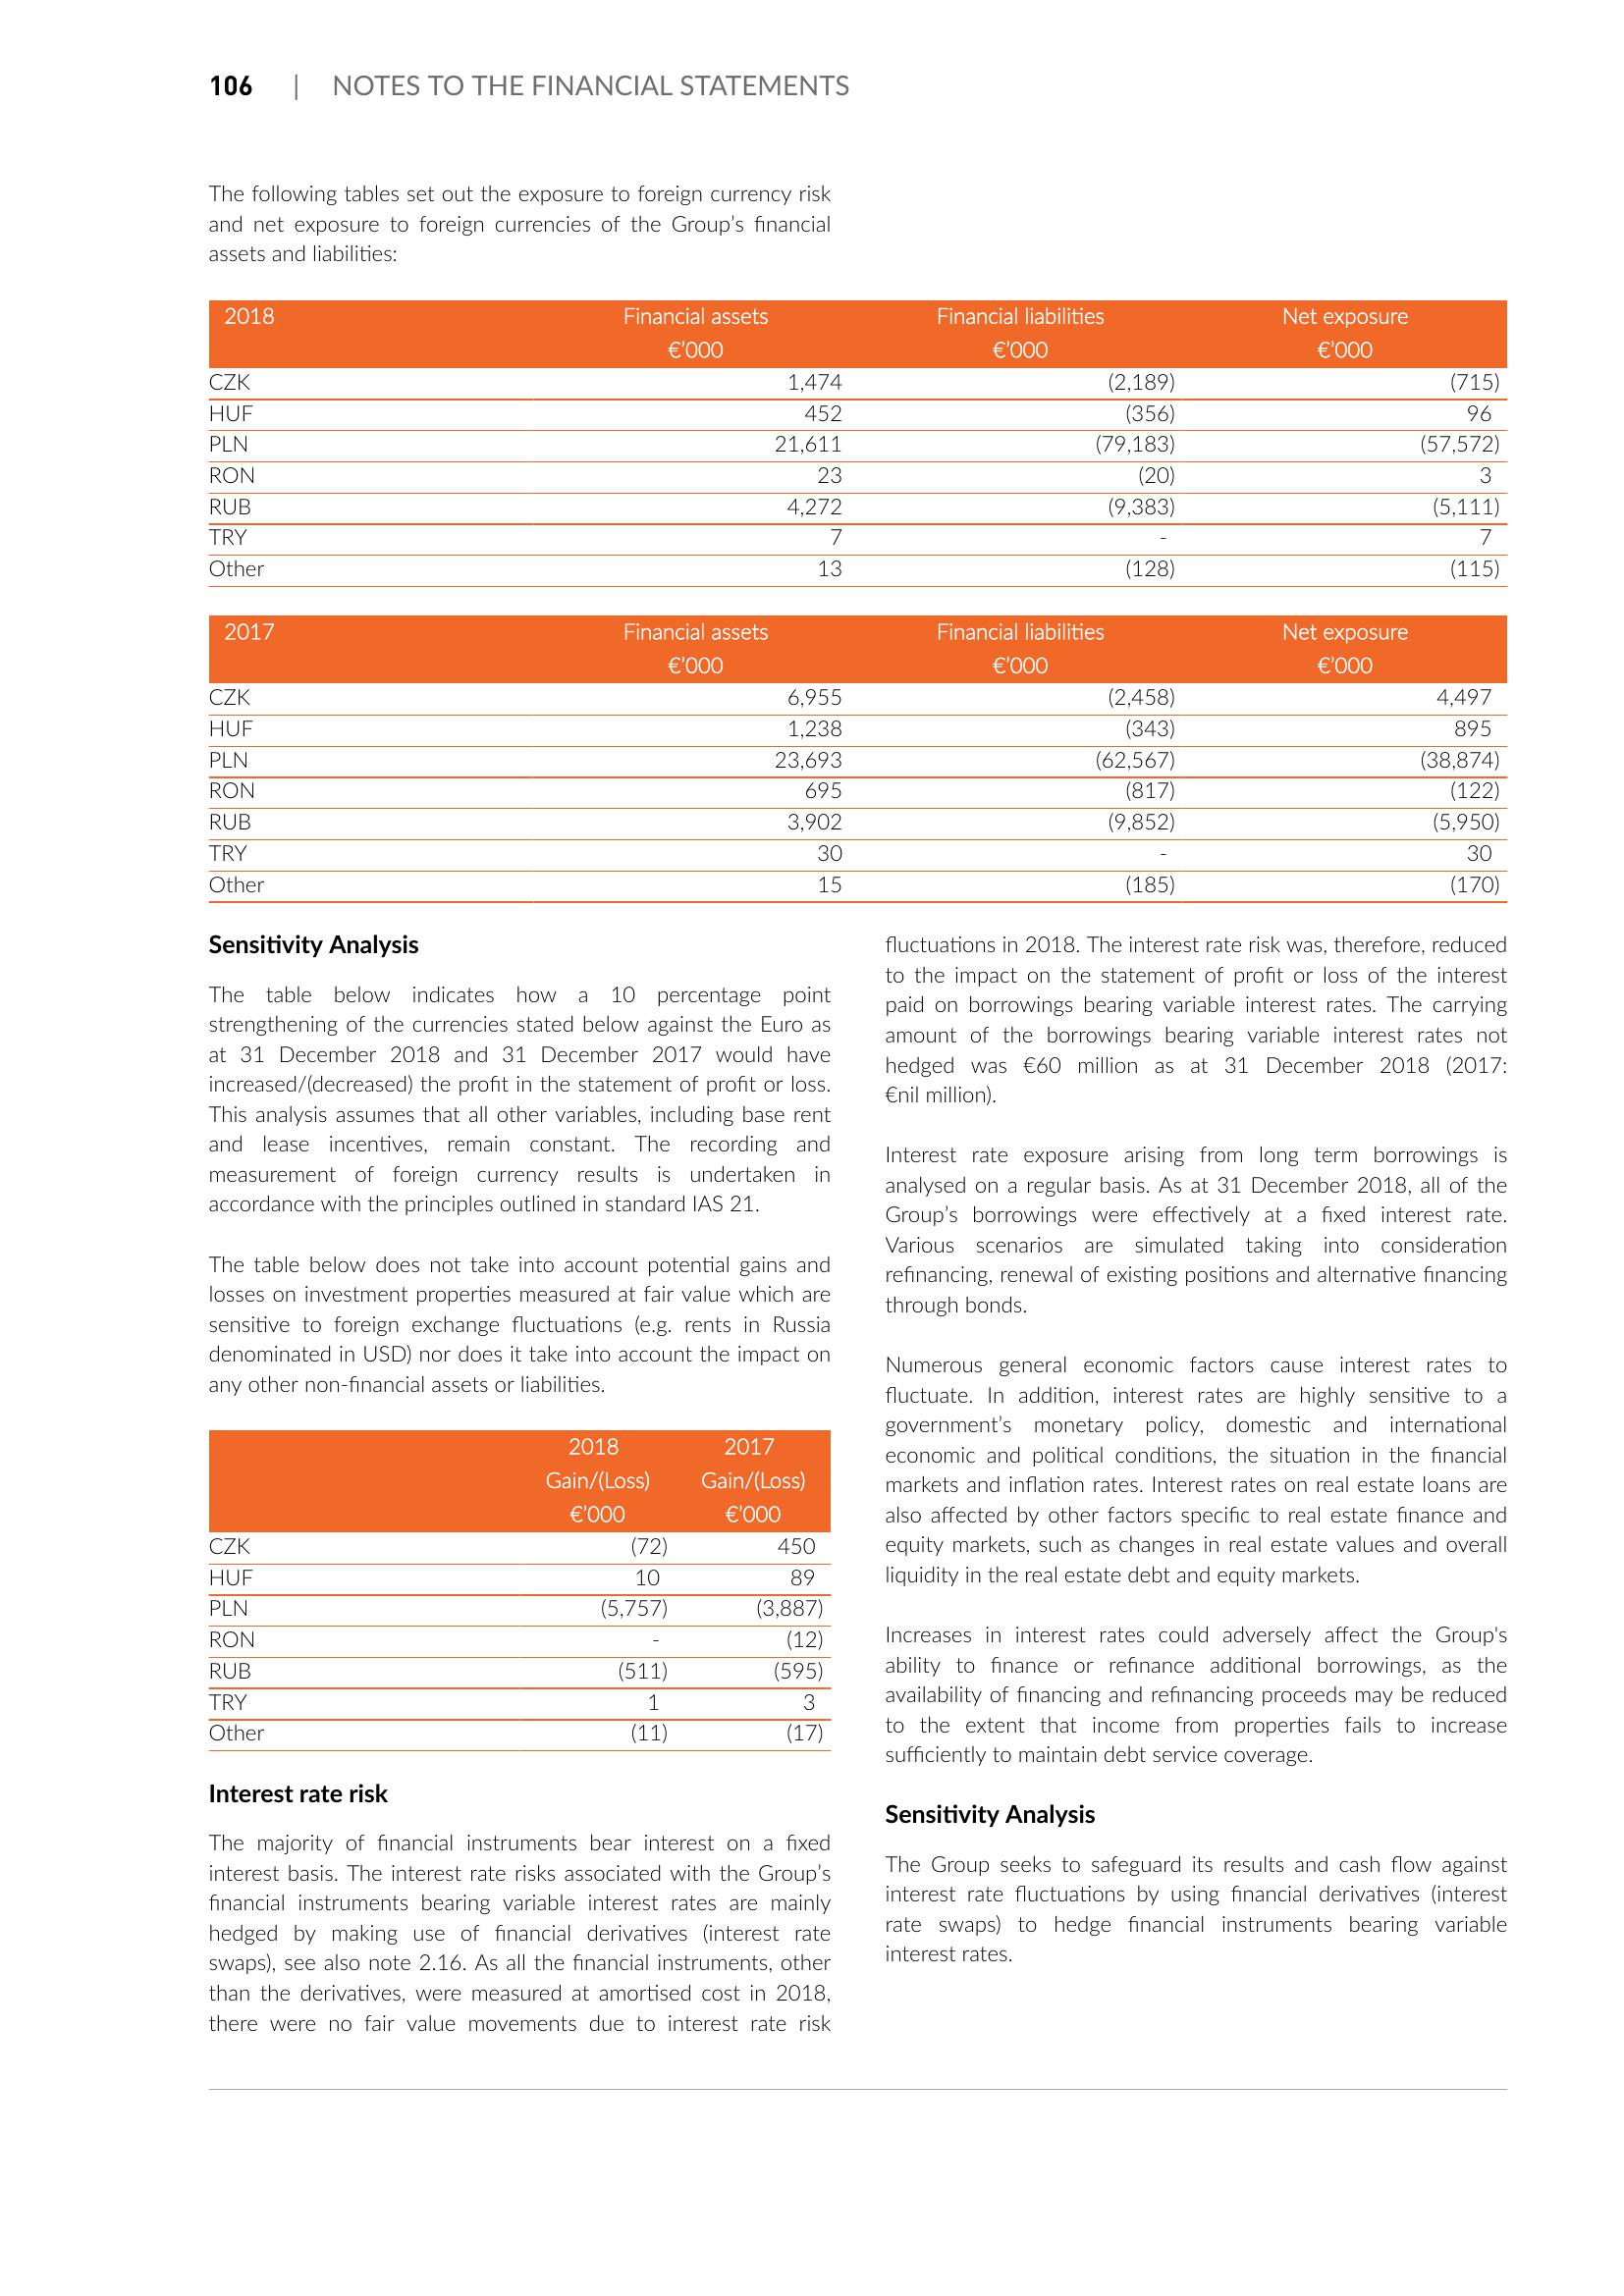 106 | NOTES TO THE FINANCIAL STATEMENTS
The following tables set out the exposure to foreign currency risk
and net exposure to foreign currencies of the Group’s financial
assets and liabilities:
2018 Financial assets Financial liabilities Net exposure
€’000 €’000 €’000
CZK 1,474 (2,189) (715)
HUF 452 (356) 96
PLN 21,611 (79,183) (57,572)
RON 23 (20) 3
RUB 4,272 (9,383) (5,111)
TRY 7 - 7
Other 13 (128) (115)
2017 Financial assets Financial liabilities Net exposure
€’000 €’000 €’000
CZK 6,955 (2,458) 4,497
HUF 1,238 (343) 895
PLN 23,693 (62,567) (38,874)
RON 695 (817) (122)
RUB 3,902 (9,852) (5,950)
TRY 30 - 30
Other 15 (185) (170)
Sensitivity Analysis
The table below indicates how a 10 percentage point
strengthening of the currencies stated below against the Euro as
at 31 December 2018 and 31 December 2017 would have
increased/(decreased) the profit in the statement of profit or loss.
This analysis assumes that all other variables, including base rent
and lease incentives, remain constant. The recording and
measurement of foreign currency results is undertaken in
accordance with the principles outlined in standard IAS 21.
The table below does not take into account potential gains and
losses on investment properties measured at fair value which are
sensitive to foreign exchange fluctuations (e.g. rents in Russia
denominated in USD) nor does it take into account the impact on
any other non-financial assets or liabilities.
2018 2017
Gain/(Loss) Gain/(Loss)
€’000 €’000
CZK (72) 450
HUF 10 89
PLN (5,757) (3,887)
RON - (12)
RUB (511) (595)
TRY 1 3
Other (11) (17)
Interest rate risk
The majority of financial instruments bear interest on a fixed
interest basis. The interest rate risks associated with the Group’s
financial instruments bearing variable interest rates are mainly
hedged by making use of financial derivatives (interest rate
swaps), see also note 2.16. As all the financial instruments, other
than the derivatives, were measured at amortised cost in 2018,
there were no fair value movements due to interest rate risk
fluctuations in 2018. The interest rate risk was, therefore, reduced
to the impact on the statement of profit or loss of the interest
paid on borrowings bearing variable interest rates. The carrying
amount of the borrowings bearing variable interest rates not
hedged was €60 million as at 31 December 2018 (2017:
€nil million).
Interest rate exposure arising from long term borrowings is
analysed on a regular basis. As at 31 December 2018, all of the
Group’s borrowings were effectively at a fixed interest rate.
Various scenarios are simulated taking into consideration
refinancing, renewal of existing positions and alternative financing
through bonds.
Numerous general economic factors cause interest rates to
fluctuate. In addition, interest rates are highly sensitive to a
government’s monetary policy, domestic and international
economic and political conditions, the situation in the financial
markets and inflation rates. Interest rates on real estate loans are
also affected by other factors specific to real estate finance and
equity markets, such as changes in real estate values and overall
liquidity in the real estate debt and equity markets.
Increases in interest rates could adversely affect the Group's
ability to finance or refinance additional borrowings, as the
availability of financing and refinancing proceeds may be reduced
to the extent that income from properties fails to increase
sufficiently to maintain debt service coverage.
Sensitivity Analysis
The Group seeks to safeguard its results and cash flow against
interest rate fluctuations by using financial derivatives (interest
rate swaps) to hedge financial instruments bearing variable
interest rates.